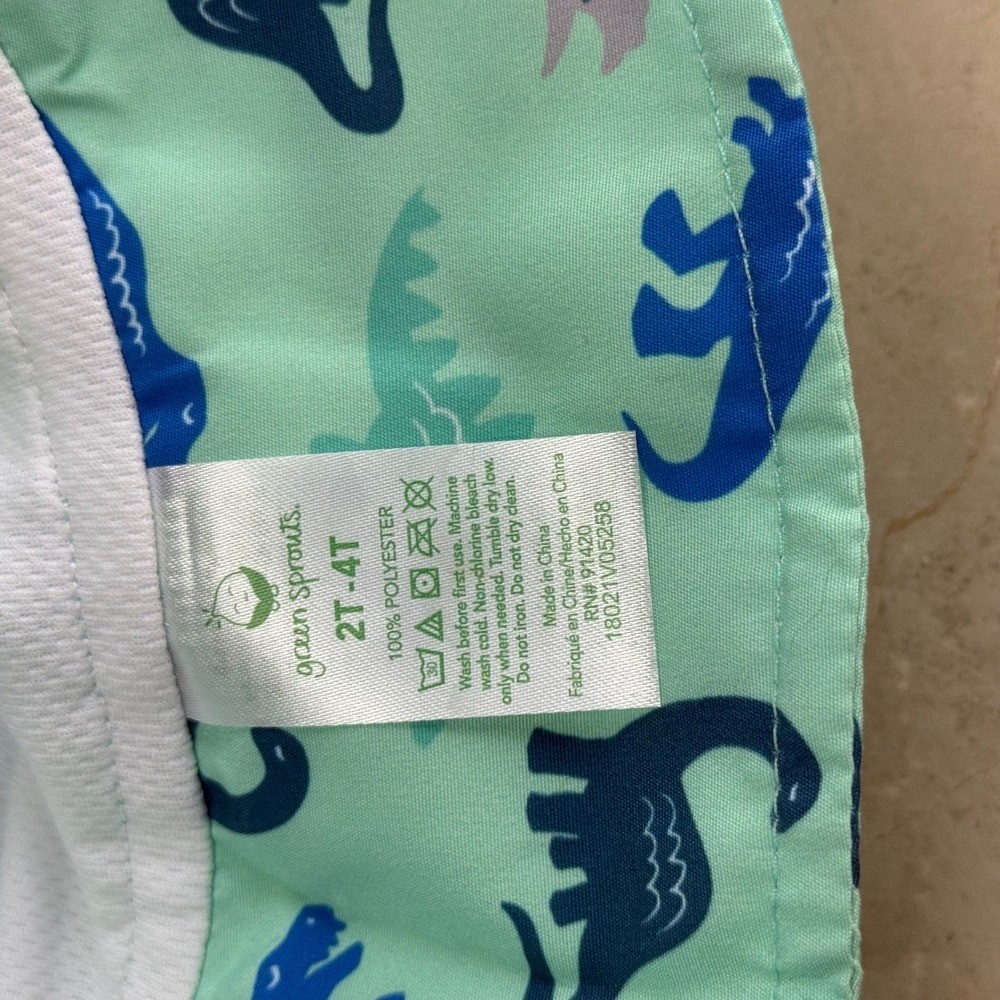 green sprouts.
2T-4T
100% POLYESTER
30
Wash before first use. Machine
wash cold. Non-chlorine bleach
only when needed. Tumble dry low.
Do not iron. Do not dry clean.
Made in China
Fabriqué en Chine/Hecho en China
RN# 91420
18021V05258